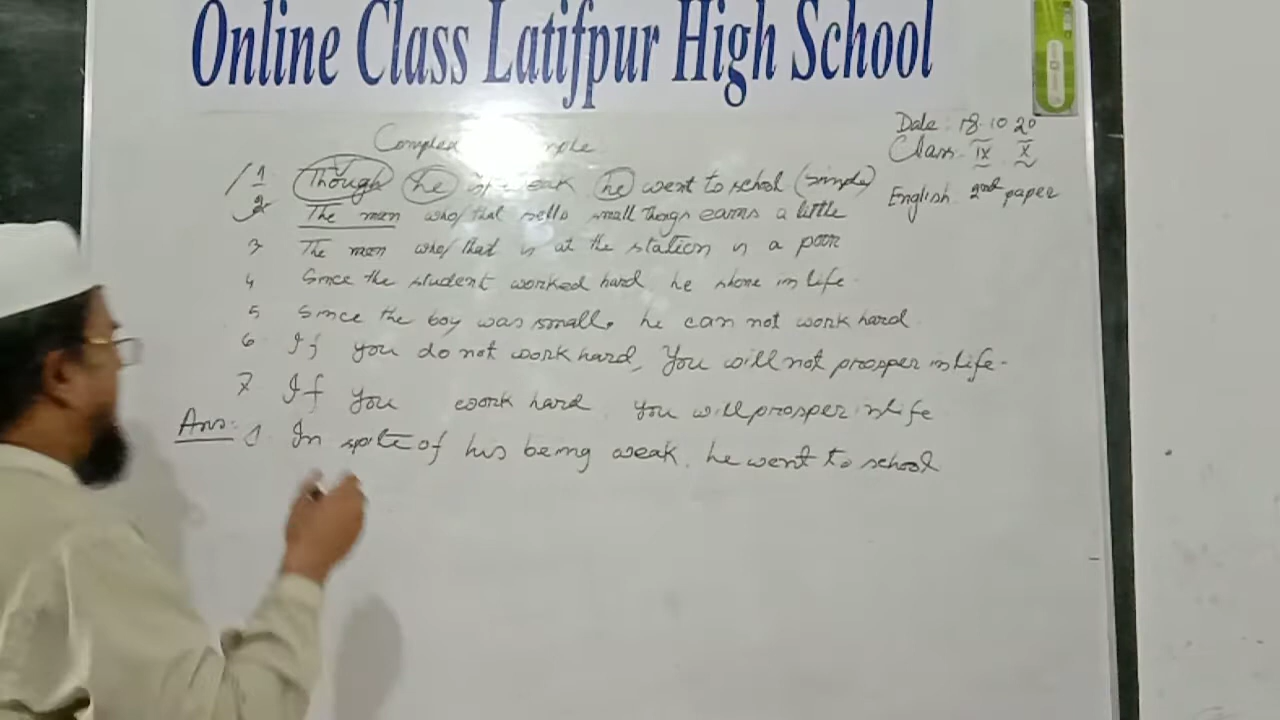 Online Class Latifpur High School
Date: 18.10 20
Class IX X
English 2nd paper
1 Though he weak he went to school (simple)
2 The man who/that sells small things earns a little
3 The man who/that is at the station is a poor
4 Since the student worked hard he shone in life.
5 Since the boy was small, he can not work hard
6 If you do not work hard, You will not prosper in life.
7 If you work hard you will prosper in life
Ans: 1 In spite of his being weak, he went to school